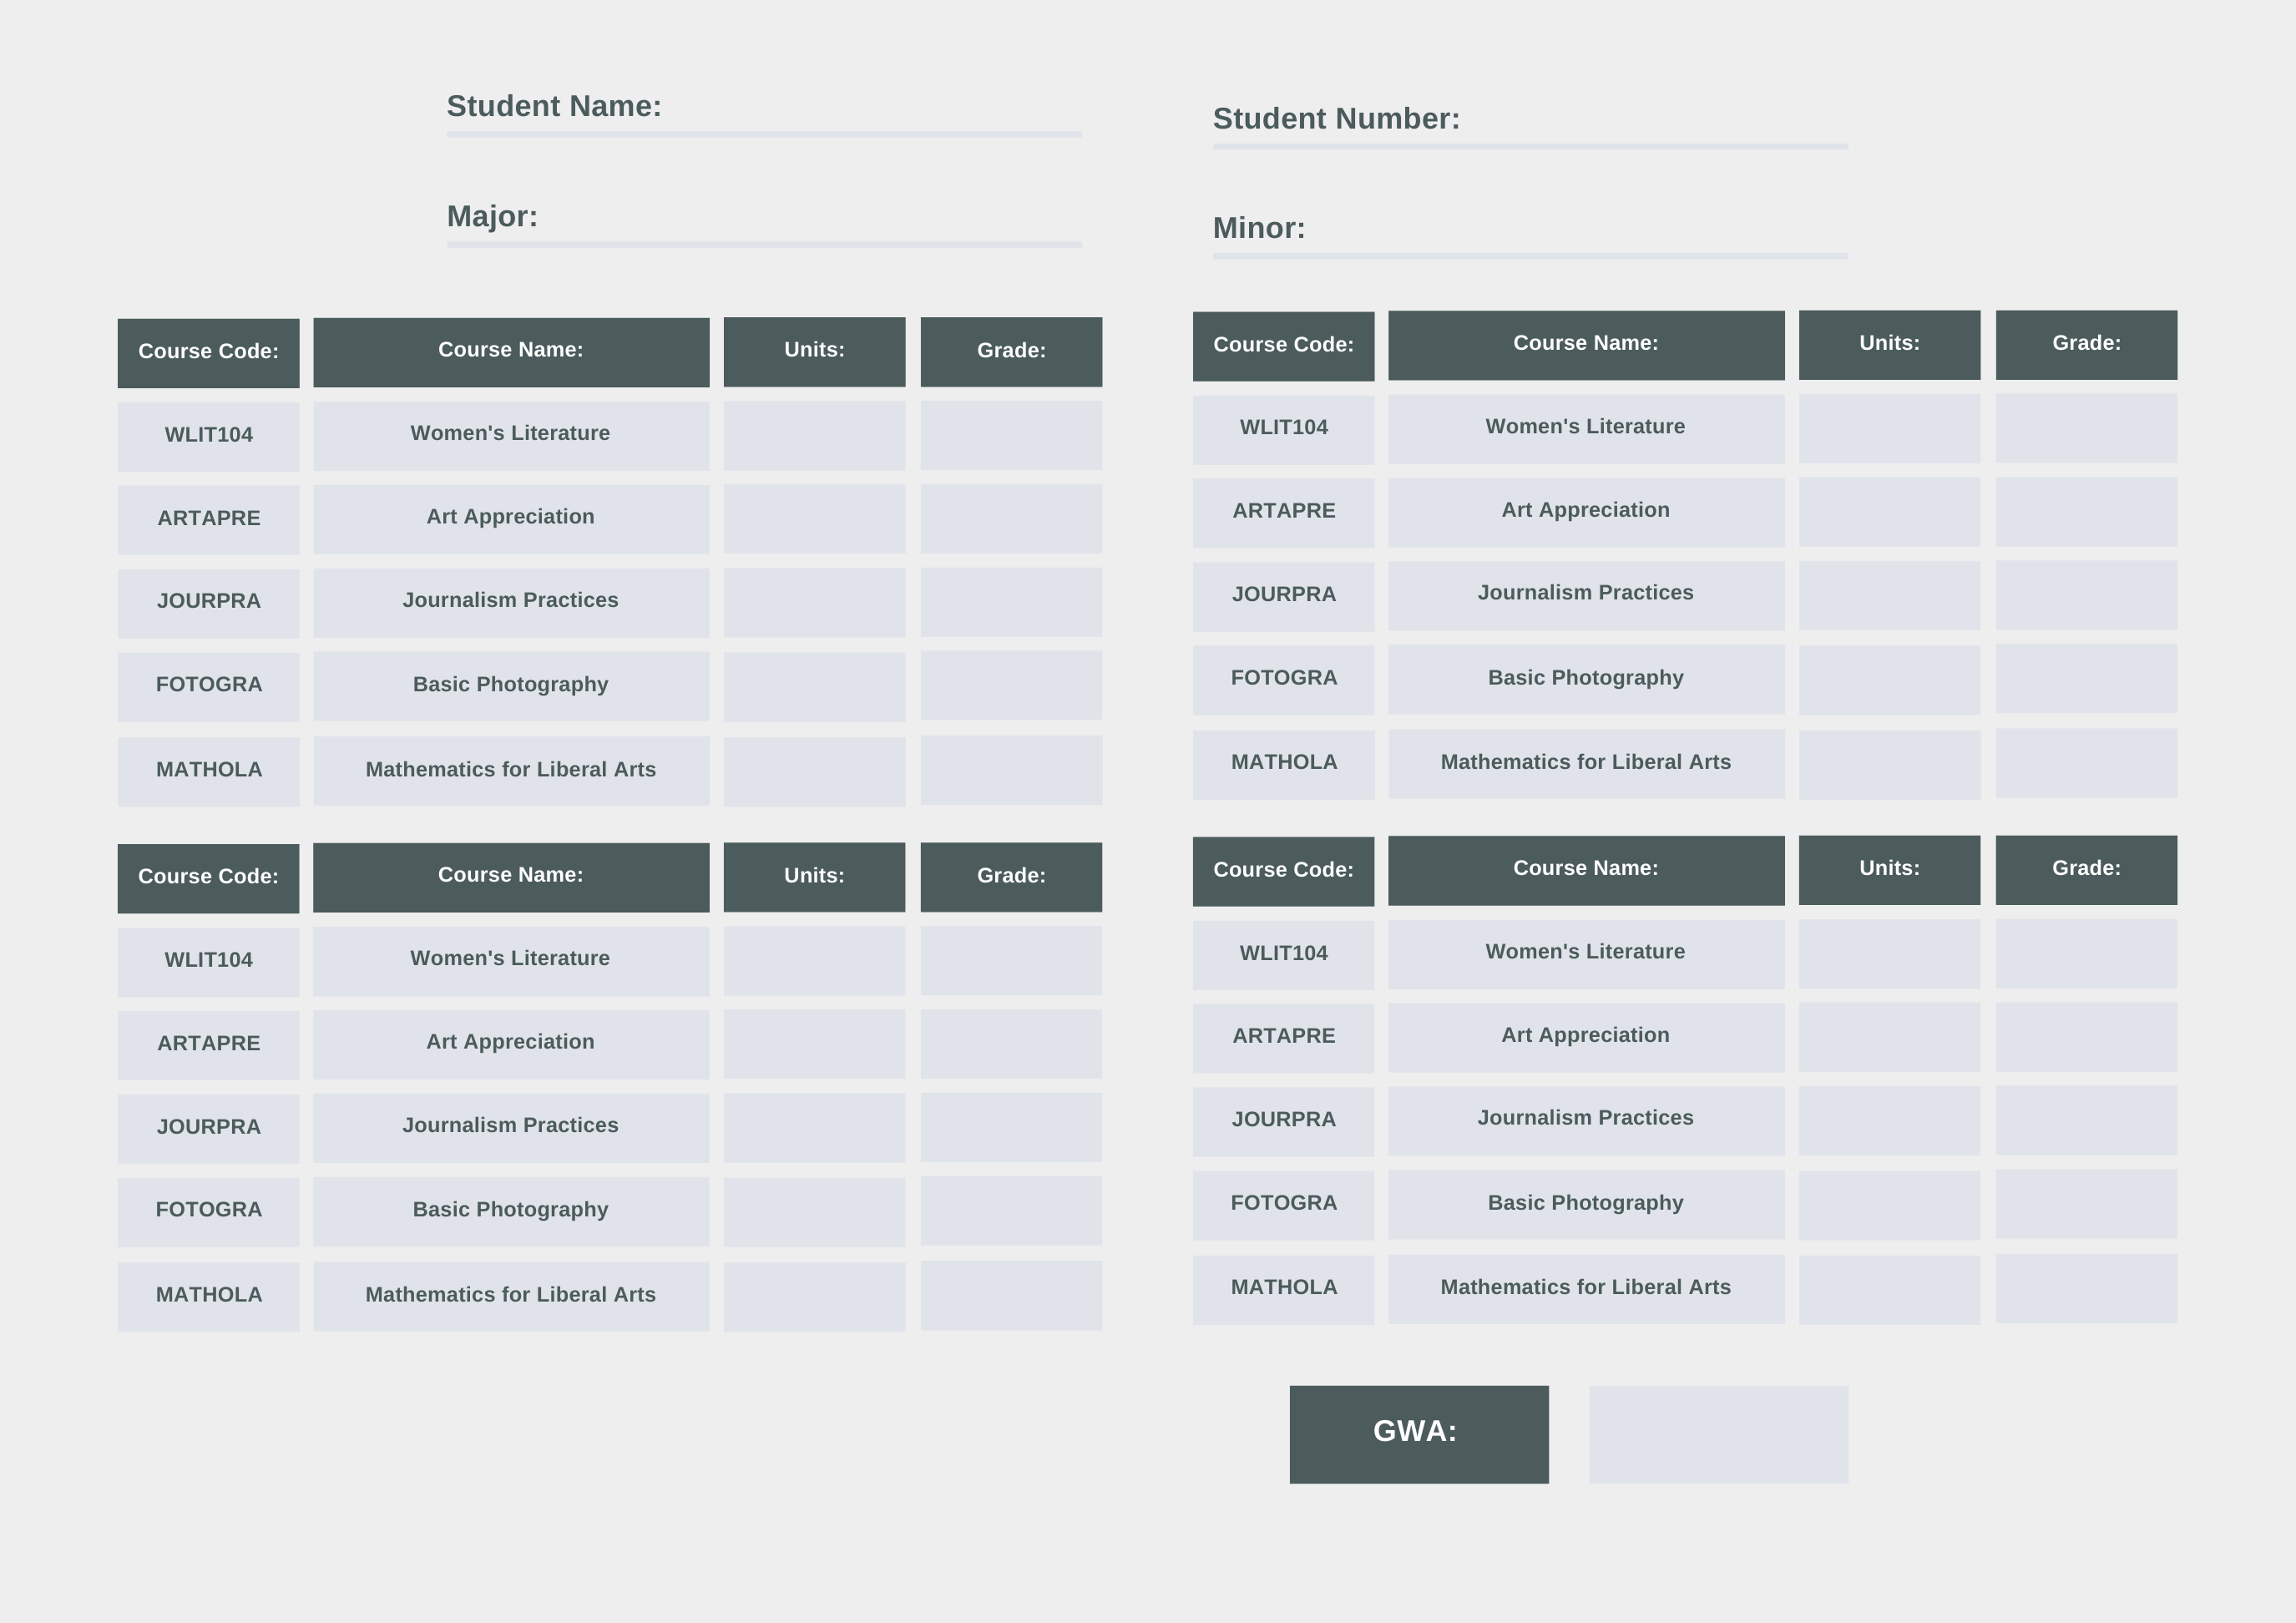 Student Name:
Student Number:
Major:
Minor:
Course Code: Course Name: Units: Grade:
WLIT104 Women's Literature
ARTAPRE Art Appreciation
JOURPRA Journalism Practices
FOTOGRA Basic Photography
MATHOLA Mathematics for Liberal Arts
Course Code: Course Name: Units: Grade:
WLIT104 Women's Literature
ARTAPRE Art Appreciation
JOURPRA Journalism Practices
FOTOGRA Basic Photography
MATHOLA Mathematics for Liberal Arts
Course Code: Course Name: Units: Grade:
WLIT104 Women's Literature
ARTAPRE Art Appreciation
JOURPRA Journalism Practices
FOTOGRA Basic Photography
MATHOLA Mathematics for Liberal Arts
Course Code: Course Name: Units: Grade:
WLIT104 Women's Literature
ARTAPRE Art Appreciation
JOURPRA Journalism Practices
FOTOGRA Basic Photography
MATHOLA Mathematics for Liberal Arts
GWA: